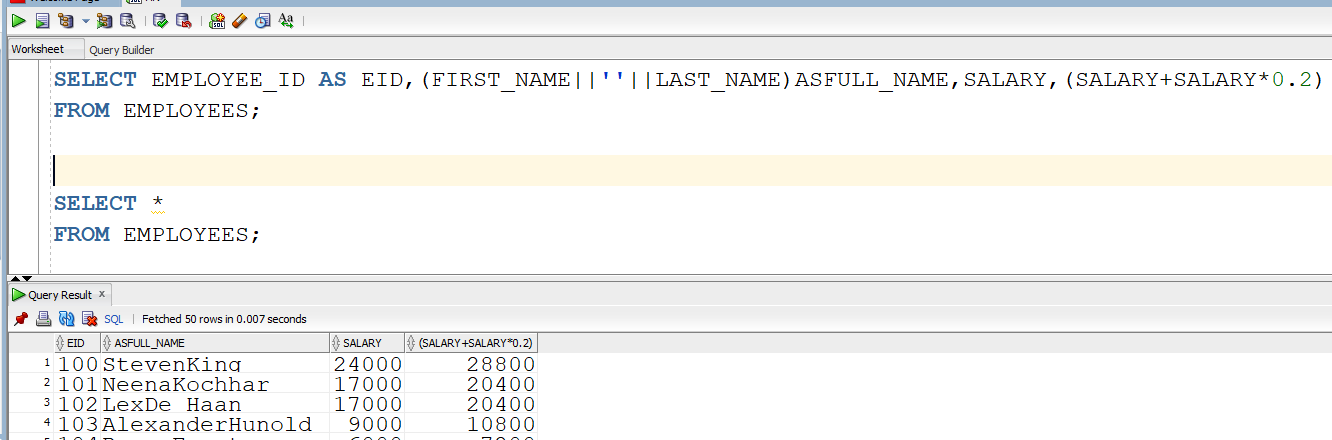 Worksheet Query Builder
SELECT EMPLOYEE_ID AS EID,(FIRST_NAME||''||LAST_NAME)ASFULL_NAME,SALARY,(SALARY+SALARY*0.2)
FROM EMPLOYEES;
SELECT *
FROM EMPLOYEES;
Query Result x
SQL | Fetched 50 rows in 0.007 seconds
EID ASFULL_NAME SALARY (SALARY+SALARY*0.2)
1 100 StevenKing 24000 28800
2 101 NeenaKochhar 17000 20400
3 102 LexDe Haan 17000 20400
4 103 AlexanderHunold 9000 10800